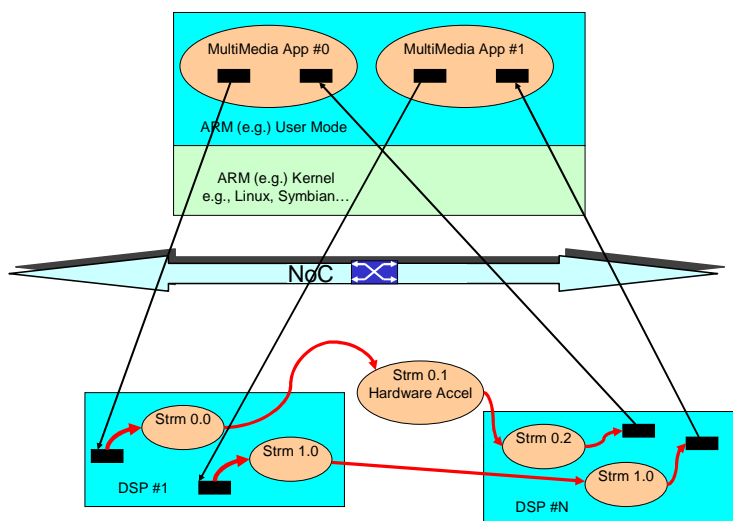 MultiMedia App #0
MultiMedia App #1
ARM (e.g.) User Mode
ARM (e.g.) Kernel
e.g., Linux, Symbian…
NoC
Strm 0.1
Hardware Accel
Strm 0.0
Strm 0.2
Strm 1.0
Strm 1.0
DSP #1
DSP #N